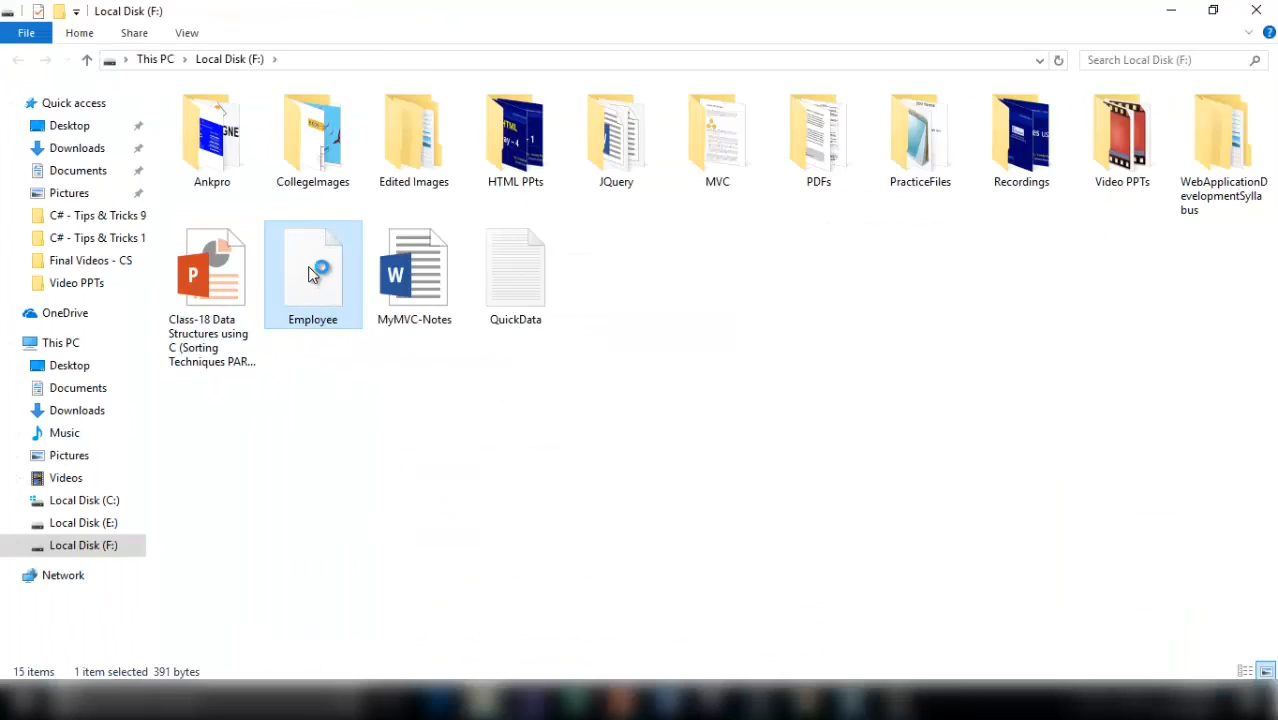 Local Disk (F:)
File Home Share View
This PC Local Disk (F:) Search Local Disk (F:)
Quick access
Desktop
Downloads
Documents
Pictures
C# - Tips & Tricks 9
C# - Tips & Tricks 1
Final Videos - CS
Video PPTs
OneDrive
This PC
Desktop
Documents
Downloads
Music
Pictures
Videos
Local Disk (C:)
Local Disk (E:)
Local Disk (F:)
Network
Ankpro CollegeImages Edited Images HTML PPts JQuery MVC PDFs PracticeFiles Recordings Video PPTs WebApplicationD
evelopmentSylla
bus
Class-18 Data Employee MyMVC-Notes QuickData
Structures using
C (Sorting
Techniques PAR...
15 items 1 item selected 391 bytes